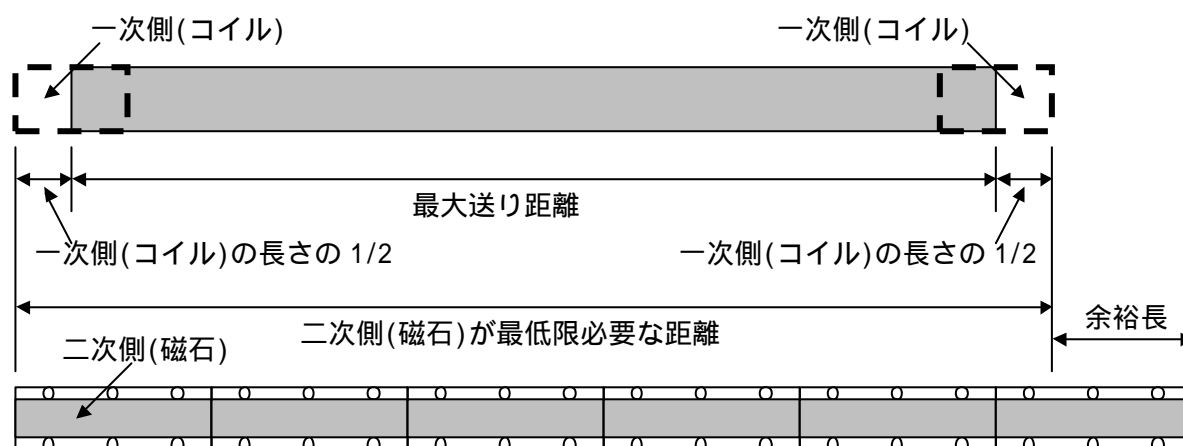 一次側(コイル)
一次側(コイル)
最大送り距離
一次側(コイル)の長さの 1/2
一次側(コイル)の長さの 1/2
二次側(磁石)が最低限必要な距離
余裕長
二次側(磁石)